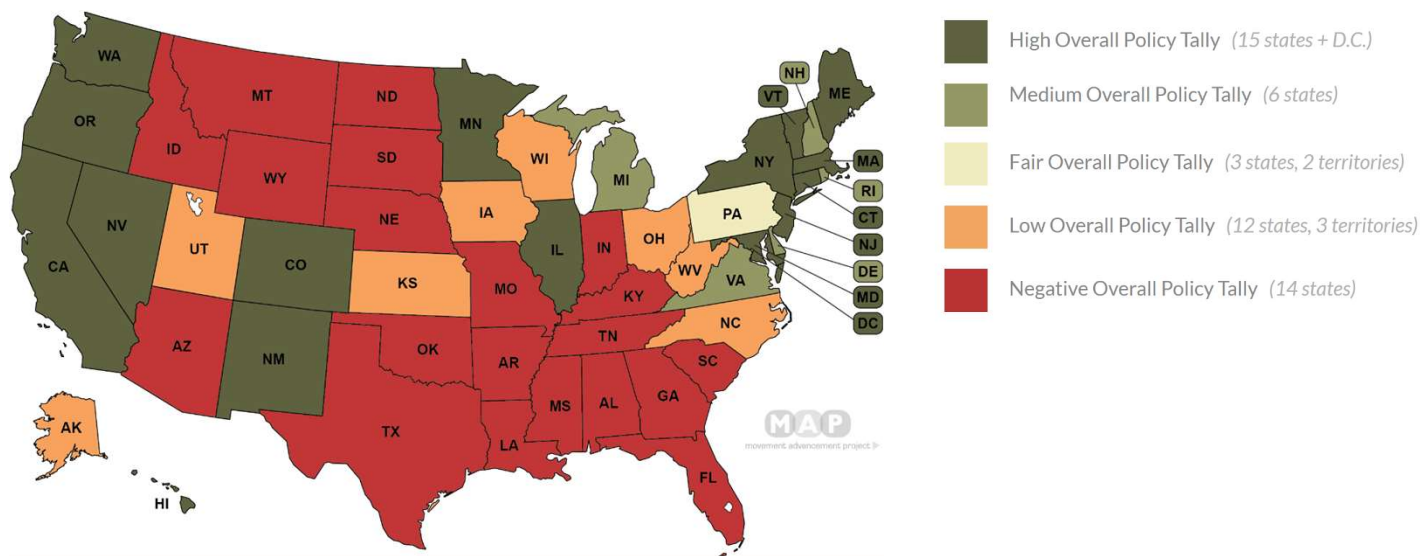 WA
OR
CA
NV
ID
MT
WY
UT
CO
AZ
NM
ND
SD
NE
KS
OK
TX
MN
IA
MO
AR
LA
WI
IL
MI
IN
OH
KY
TN
MS
AL
GA
FL
SC
NC
VA
WV
PA
NY
ME
VT
NH
MA
RI
CT
NJ
DE
MD
DC
AK
HI
MAP
movement advancement project
High Overall Policy Tally (15 states + D.C.)
Medium Overall Policy Tally (6 states)
Fair Overall Policy Tally (3 states, 2 territories)
Low Overall Policy Tally (12 states, 3 territories)
Negative Overall Policy Tally (14 states)